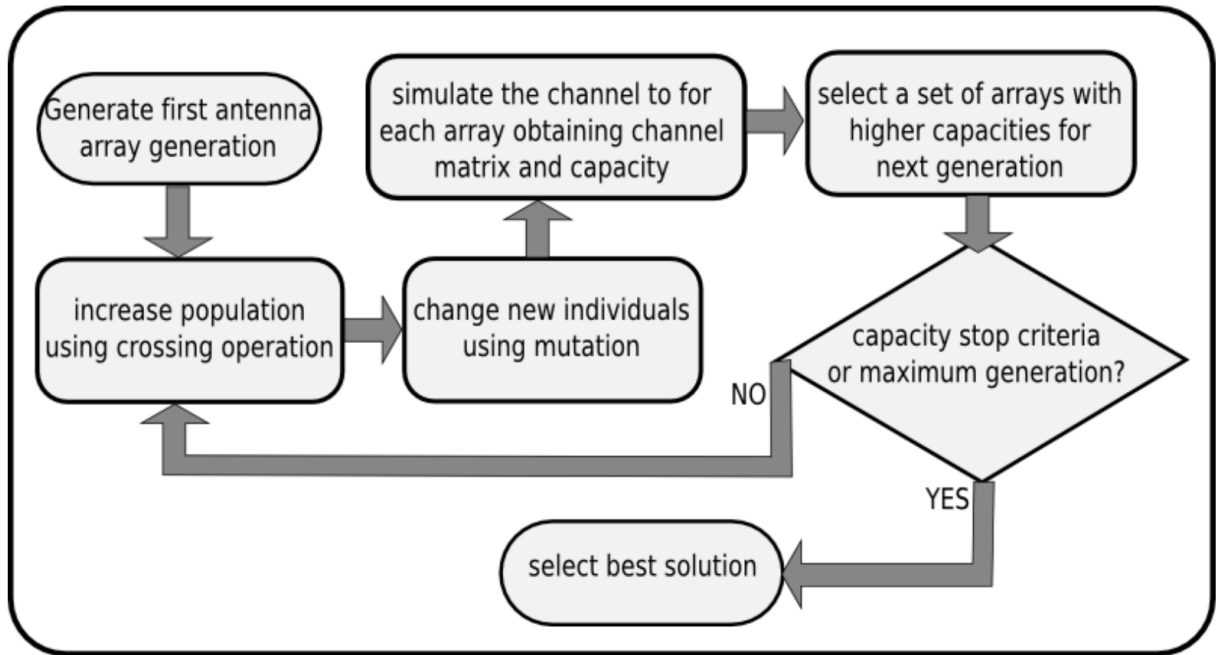 Generate first antenna
array generation
increase population
using crossing operation
change new individuals
using mutation
simulate the channel to for
each array obtaining channel
matrix and capacity
select a set of arrays with
higher capacities for
next generation
capacity stop criteria
or maximum generation?
NO
YES
select best solution